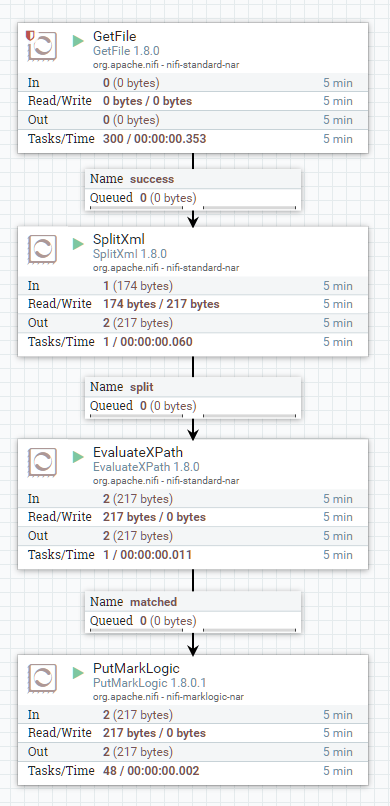 GetFile
GetFile 1.8.0
org.apache.nifi - nifi-standard-nar
In 0 (0 bytes) 5 min
Read/Write 0 bytes / 0 bytes 5 min
Out 0 (0 bytes) 5 min
Tasks/Time 300 / 00:00:00.353 5 min
Name success
Queued 0 (0 bytes)
SplitXml
SplitXml 1.8.0
org.apache.nifi - nifi-standard-nar
In 1 (174 bytes) 5 min
Read/Write 174 bytes / 217 bytes 5 min
Out 2 (217 bytes) 5 min
Tasks/Time 1 / 00:00:00.060 5 min
Name split
Queued 0 (0 bytes)
EvaluateXPath
EvaluateXPath 1.8.0
org.apache.nifi - nifi-standard-nar
In 2 (217 bytes) 5 min
Read/Write 217 bytes / 0 bytes 5 min
Out 2 (217 bytes) 5 min
Tasks/Time 1 / 00:00:00.011 5 min
Name matched
Queued 0 (0 bytes)
PutMarkLogic
PutMarkLogic 1.8.0.1
org.apache.nifi - nifi-marklogic-nar
In 2 (217 bytes) 5 min
Read/Write 217 bytes / 0 bytes 5 min
Out 2 (217 bytes) 5 min
Tasks/Time 48 / 00:00:00.002 5 min